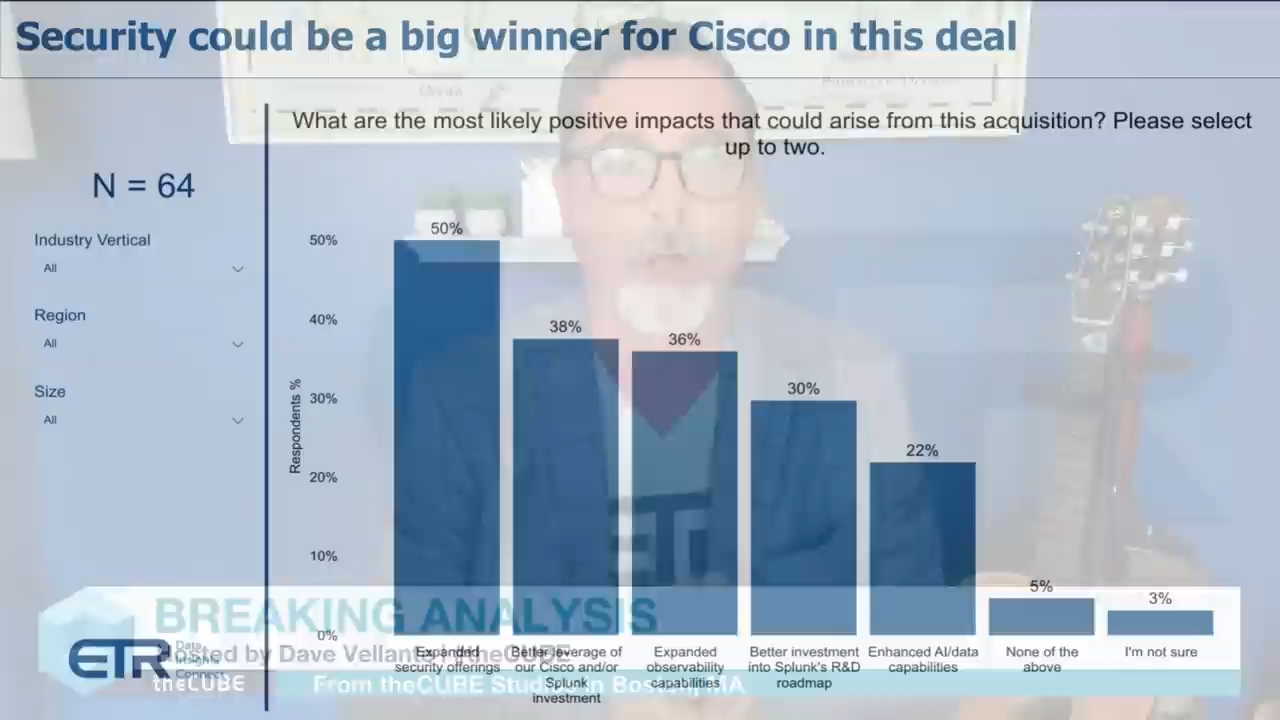 Security could be a big winner for Cisco in this deal
What are the most likely positive impacts that could arise from this acquisition? Please select
up to two.
N = 64
Industry Vertical
All
Region
All
Size
All
Respondents %
50%
40%
30%
20%
10%
0%
50%
38%
36%
30%
22%
5%
3%
Expanded
security offerings
Better leverage of
our Cisco and/or
Splunk
investment
Expanded
observability
capabilities
Better investment
into Splunk's R&D
roadmap
Enhanced AI/data
capabilities
None of the
above
I'm not sure
BREAKING ANALYSIS
Hosted by Dave Vellante theCUBE
theCUBE
From theCUBE Studios in Boston, MA
ETR
Data
Insights
Connect